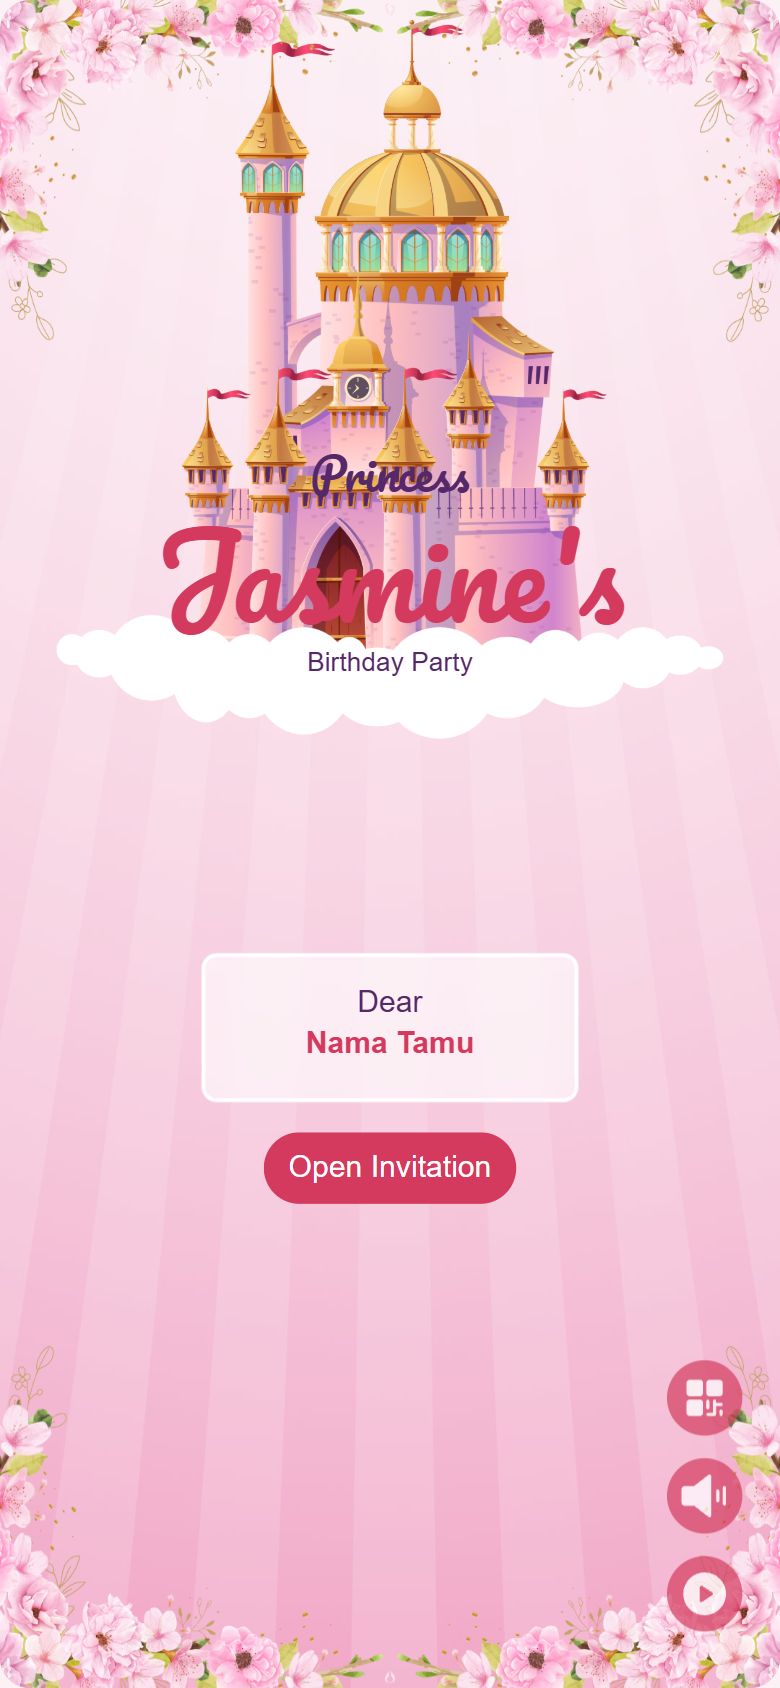 Princess
Jasmine's
Birthday Party
Dear
Nama Tamu
Open Invitation